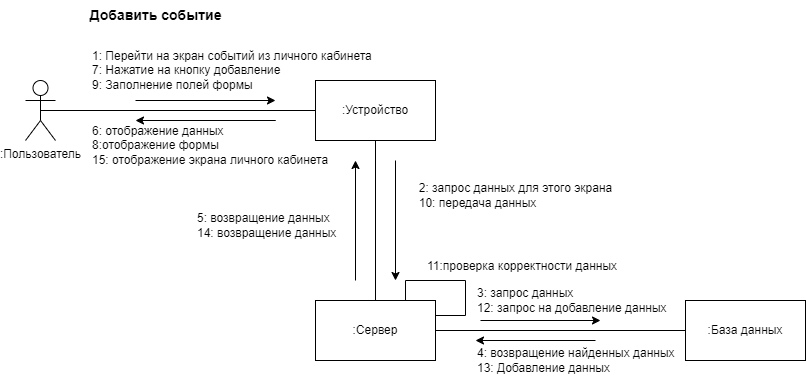 Добавить событие
1: Перейти на экран событий из личного кабинета
7: Нажатие на кнопку добавление
9: Заполнение полей формы
:Устройство
:Пользователь
6: отображение данных
8:отображение формы
15: отображение экрана личного кабинета
2: запрос данных для этого экрана
10: передача данных
5: возвращение данных
14: возвращение данных
11:проверка корректности данных
3: запрос данных
12: запрос на добавление данных
:Сервер
:База данных
4: возвращение найденных данных
13: Добавление данных